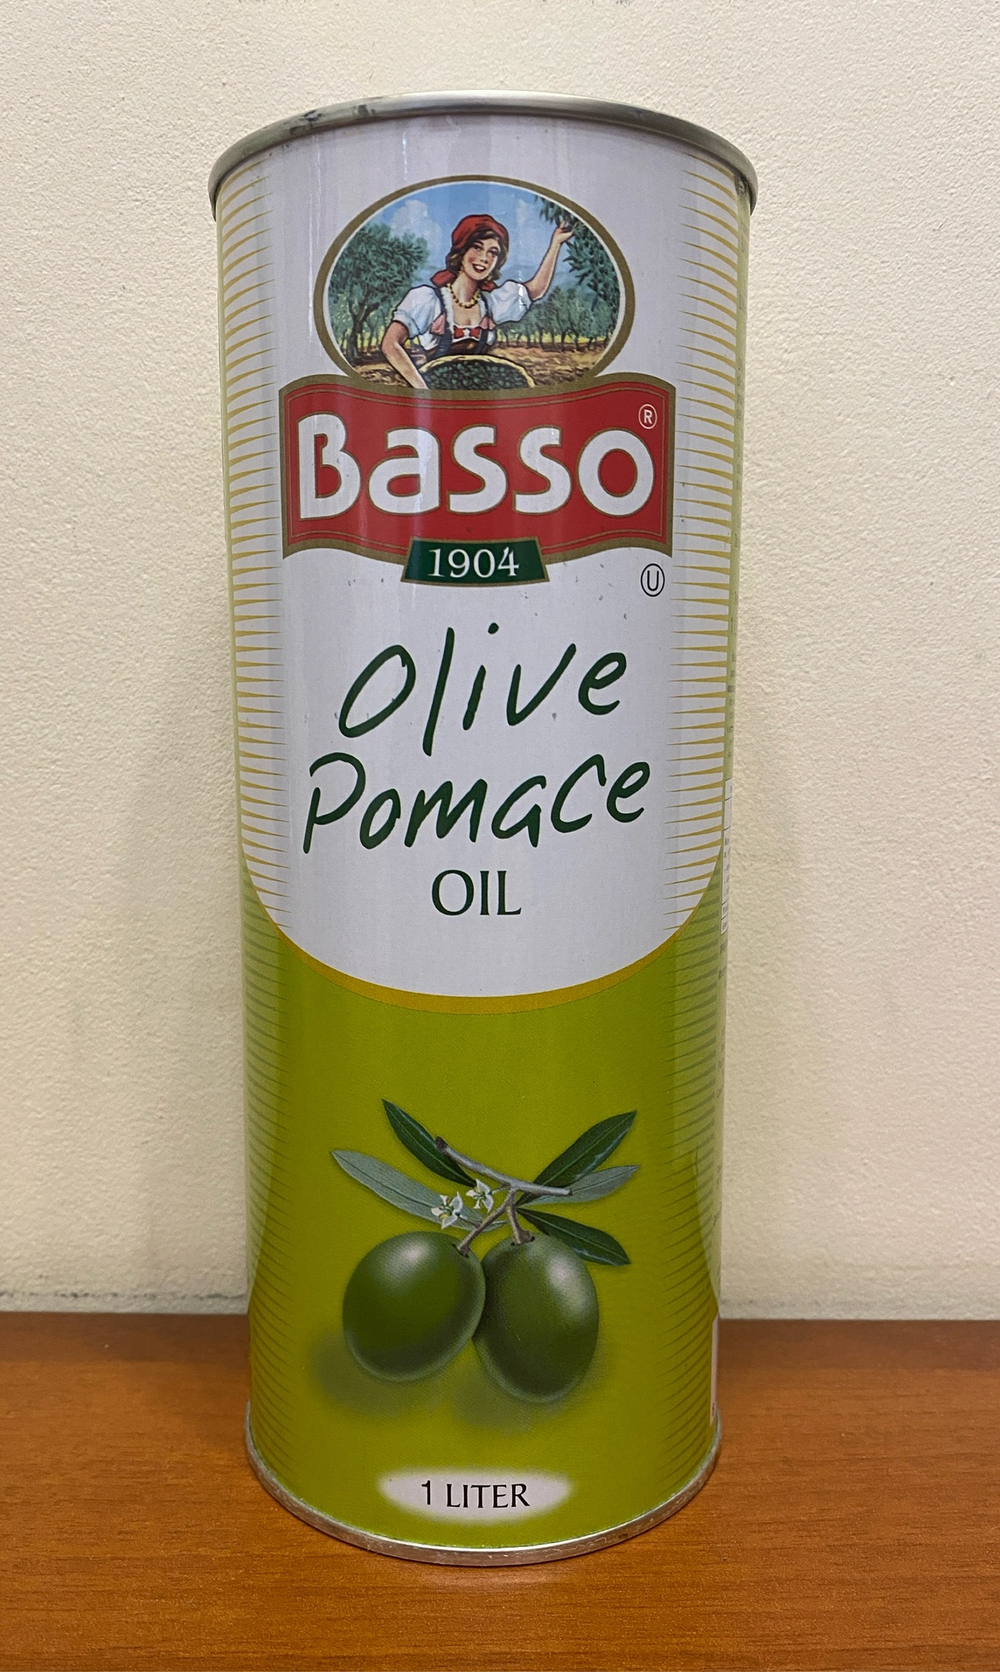 Basso®
1904
Ⓤ
Olive
Pomace
OIL
1 LITER